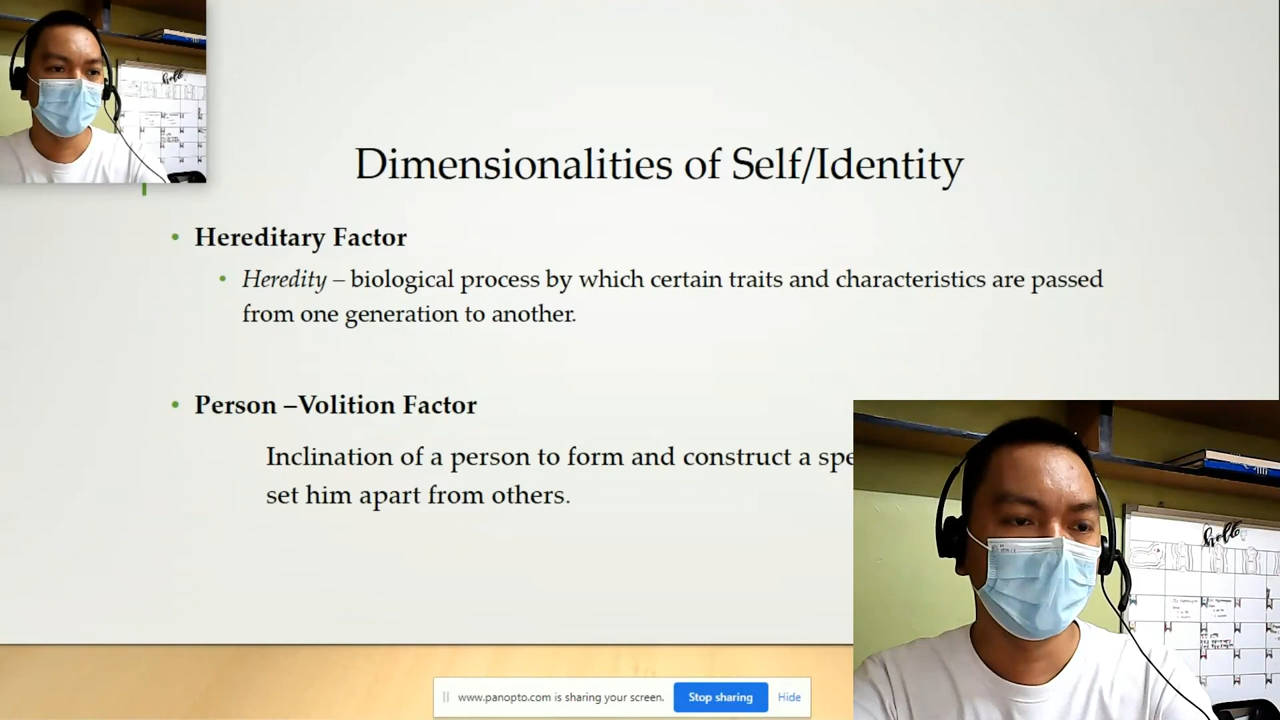 hello
Dimensionalities of Self/Identity
• Hereditary Factor
• Heredity – biological process by which certain traits and characteristics are passed
from one generation to another.
• Person –Volition Factor
Inclination of a person to form and construct a
set him apart from others.
hello
www.panopto.com is sharing your screen.
Stop sharing
Hide